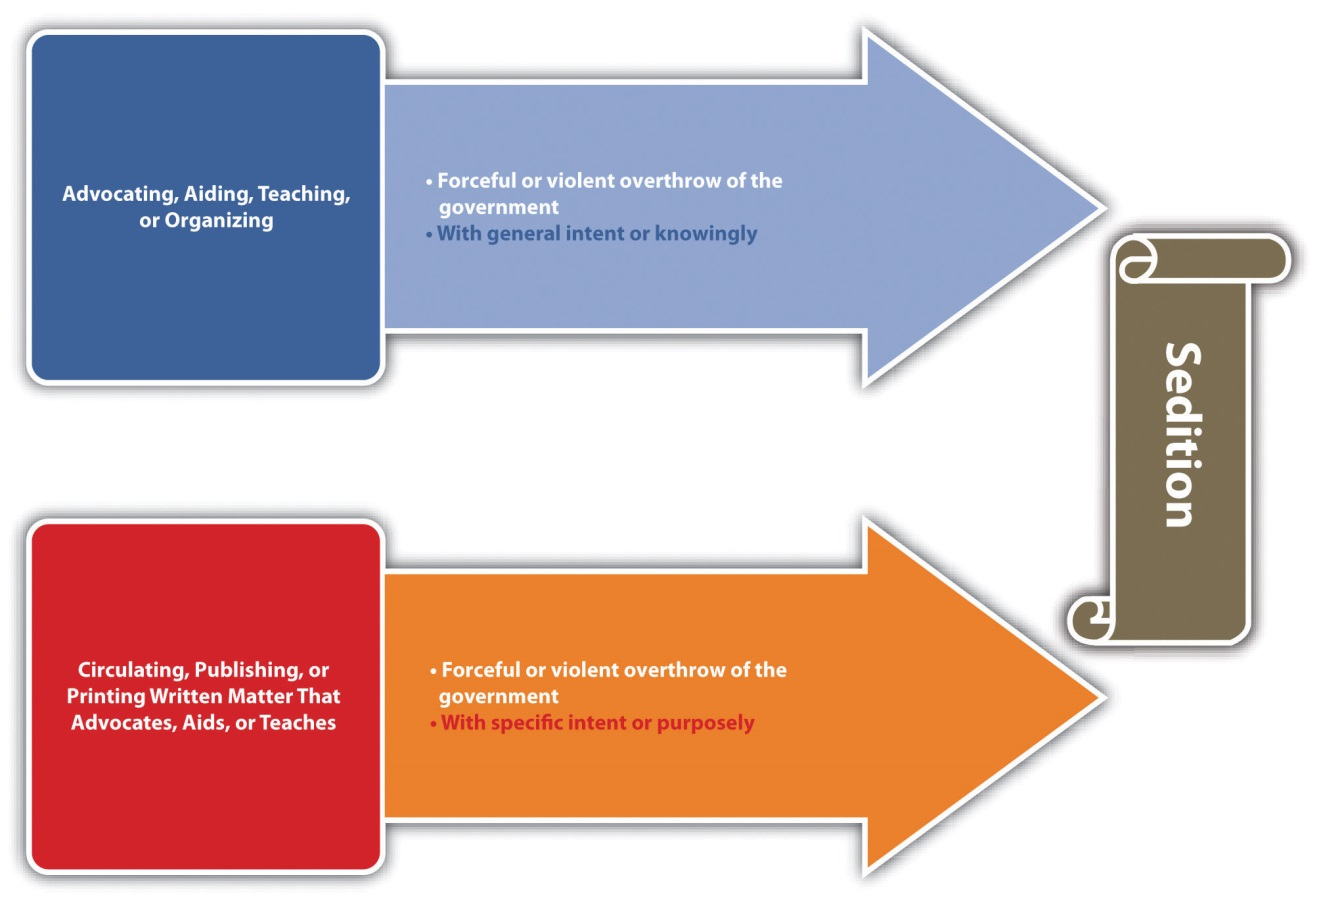 Advocating, Aiding, Teaching,
or Organizing
• Forceful or violent overthrow of the
government
• With general intent or knowingly
Sedition
Circulating, Publishing, or
Printing Written Matter That
Advocates, Aids, or Teaches
• Forceful or violent overthrow of the
government
• With specific intent or purposely